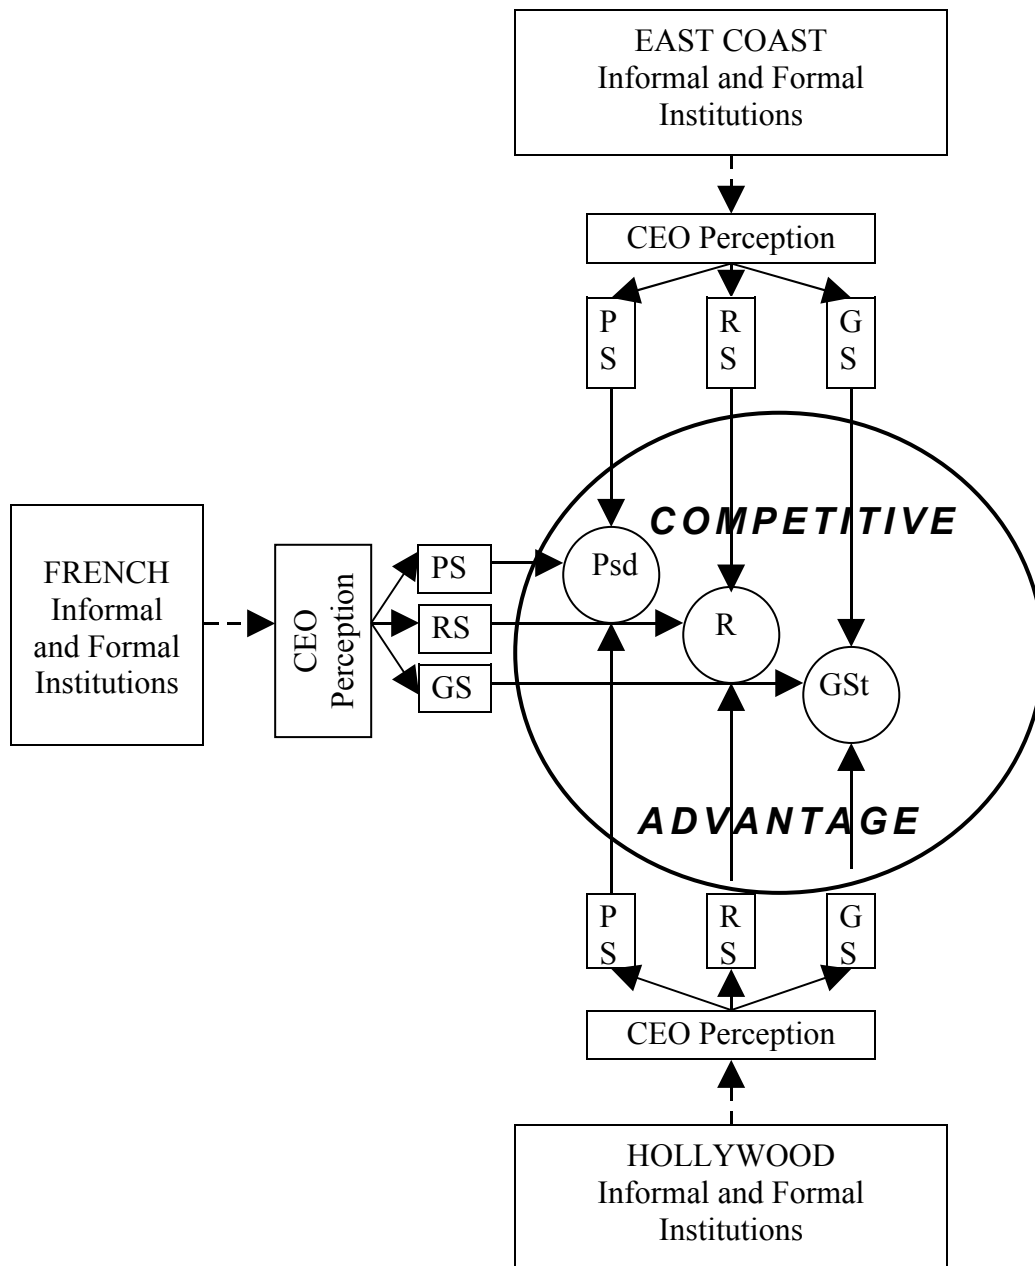 EAST COAST
Informal and Formal
Institutions
CEO Perception
P
S
R
S
G
S
COMPETITIVE
FRENCH
Informal
and Formal
Institutions
CEO
Perception
PS
RS
GS
Psd
R
GSt
ADVANTAGE
P
S
R
S
G
S
CEO Perception
HOLLYWOOD
Informal and Formal
Institutions